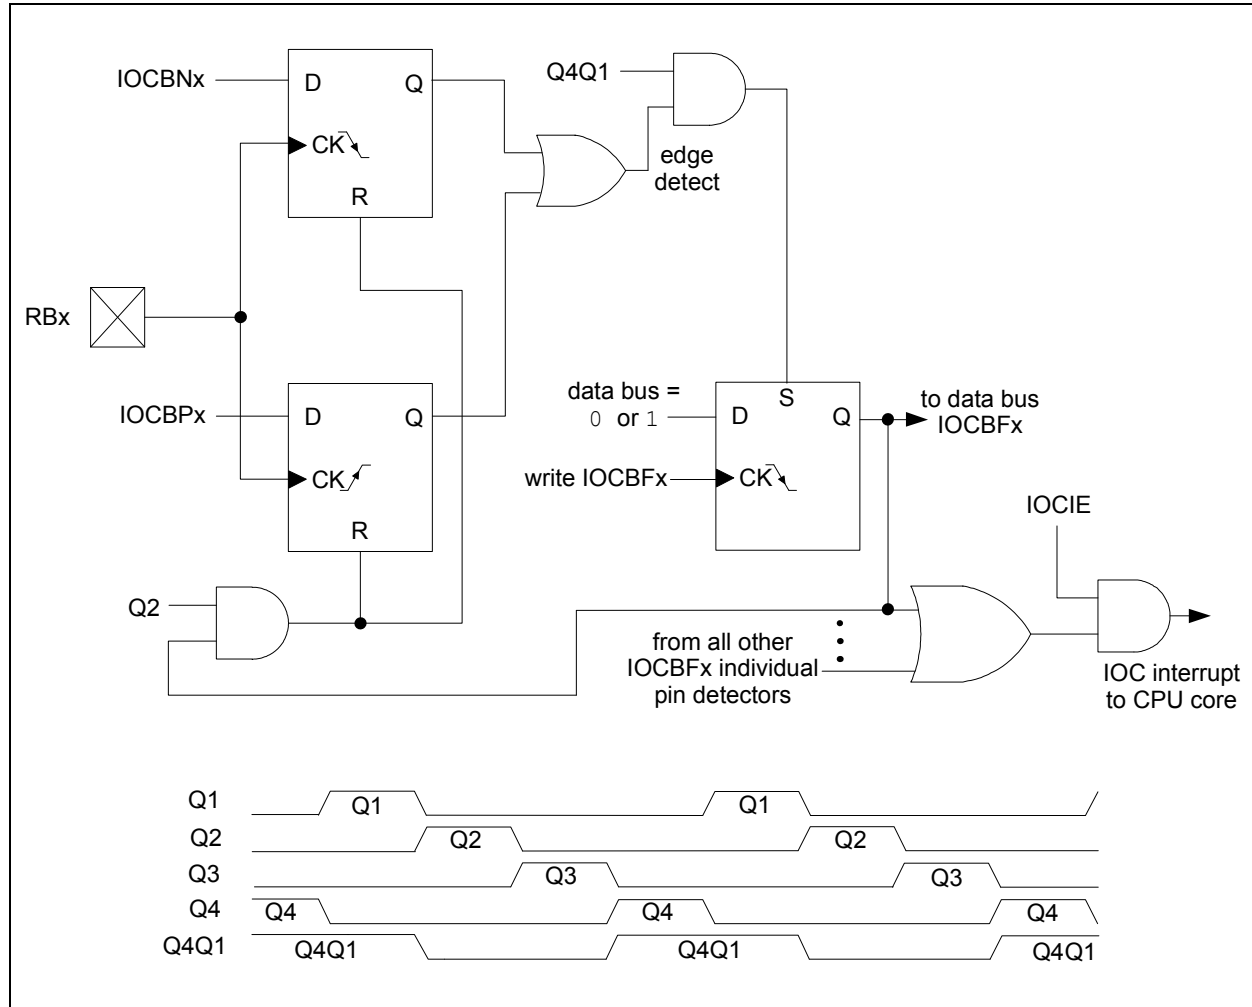 IOCBNx
D
Q
CK
R
Q4Q1
edge
detect
RBx
IOCBPx
D
Q
CK
R
data bus =
0 or 1
S
D
Q
to data bus
IOCBFx
write IOCBFx
CK
IOCIE
Q2
from all other
IOCBFx individual
pin detectors
IOC interrupt
to CPU core
Q1
Q1
Q1
Q2
Q2
Q2
Q3
Q3
Q3
Q4
Q4
Q4
Q4
Q4Q1
Q4Q1
Q4Q1
Q4Q1